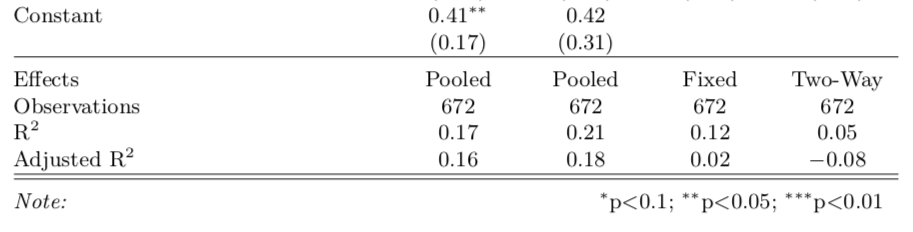 Constant 0.41** 0.42
(0.17) (0.31)
Effects Pooled Pooled Fixed Two-Way
Observations 672 672 672 672
R² 0.17 0.21 0.12 0.05
Adjusted R² 0.16 0.18 0.02 −0.08
Note: *p<0.1; **p<0.05; ***p<0.01